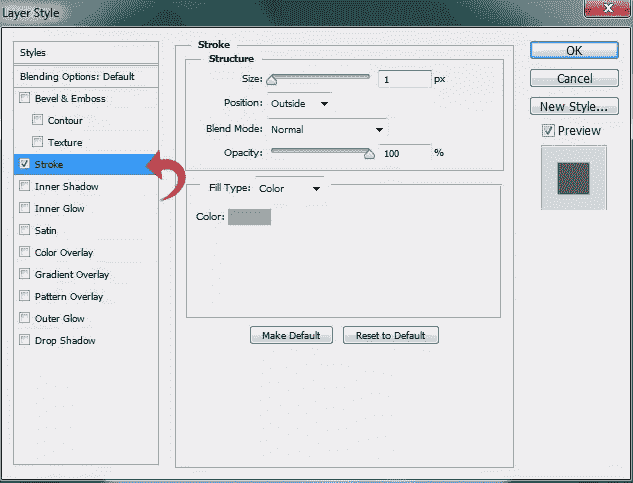 Layer Style
X
Styles
Blending Options: Default
Bevel & Emboss
Contour
Texture
Stroke
Inner Shadow
Inner Glow
Satin
Color Overlay
Gradient Overlay
Pattern Overlay
Outer Glow
Drop Shadow
Stroke
Structure
Size: 1 px
Position: Outside
Blend Mode: Normal
Opacity: 100 %
Fill Type: Color
Color:
Make Default Reset to Default
OK
Cancel
New Style...
Preview